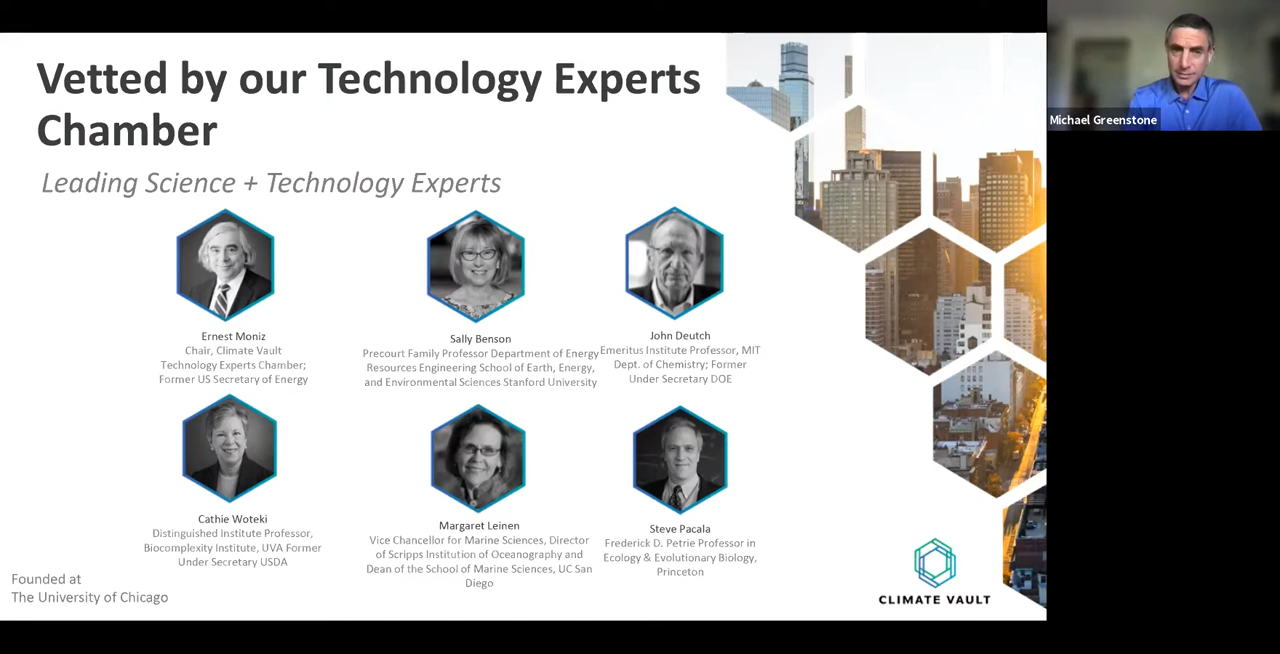 Vetted by our Technology Experts
Chamber
Leading Science + Technology Experts
Michael Greenstone
Ernest Moniz
Chair, Climate Vault
Technology Experts Chamber;
Former US Secretary of Energy
Sally Benson
Precourt Family Professor Department of Energy
Resources Engineering School of Earth, Energy,
and Environmental Sciences Stanford University
John Deutch
Emeritus Institute Professor, MIT
Dept. of Chemistry; Former
Under Secretary DOE
Cathie Woteki
Distinguished Institute Professor,
Biocomplexity Institute, UVA Former
Under Secretary USDA
Margaret Leinen
Vice Chancellor for Marine Sciences, Director
of Scripps Institution of Oceanography and
Dean of the School of Marine Sciences, UC San
Diego
Steve Pacala
Frederick D. Petrie Professor in
Ecology & Evolutionary Biology,
Princeton
Founded at
The University of Chicago
CLIMATE VAULT